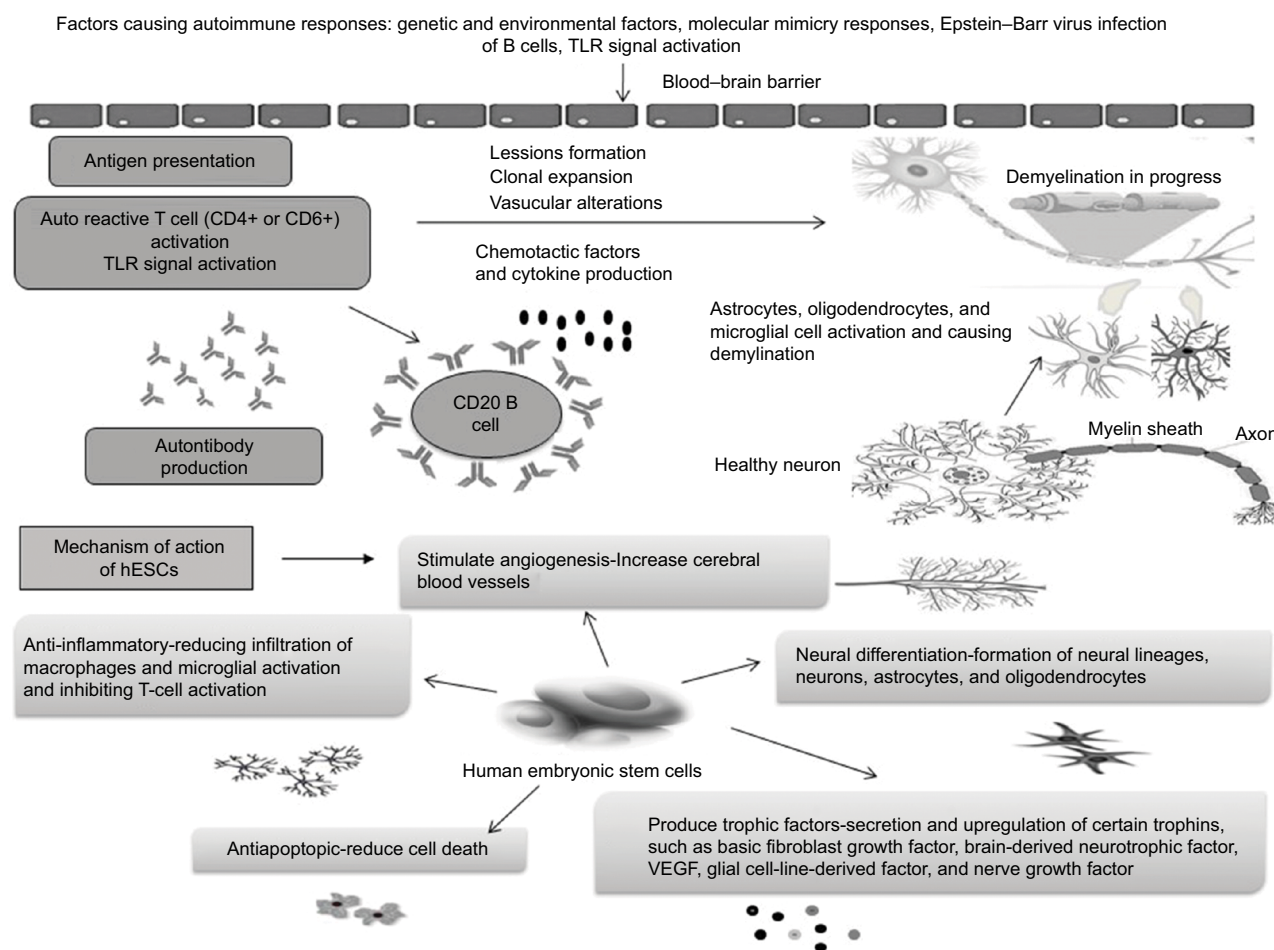 Factors causing autoimmune responses: genetic and environmental factors, molecular mimicry responses, Epstein–Barr virus infection
of B cells, TLR signal activation
Blood–brain barrier
Antigen presentation
Auto reactive T cell (CD4+ or CD6+)
activation
TLR signal activation
Lessions formation
Clonal expansion
Vasucular alterations
Chemotactic factors
and cytokine production
Demyelination in progress
Astrocytes, oligodendrocytes, and
microglial cell activation and causing
demylination
CD20 B
cell
Autontibody
production
Healthy neuron
Myelin sheath
Axor
Mechanism of action
of hESCs
Stimulate angiogenesis-Increase cerebral
blood vessels
Anti-inflammatory-reducing infiltration of
macrophages and microglial activation
and inhibiting T-cell activation
Neural differentiation-formation of neural lineages,
neurons, astrocytes, and oligodendrocytes
Human embryonic stem cells
Antiapoptopic-reduce cell death
Produce trophic factors-secretion and upregulation of certain trophins,
such as basic fibroblast growth factor, brain-derived neurotrophic factor,
VEGF, glial cell-line-derived factor, and nerve growth factor